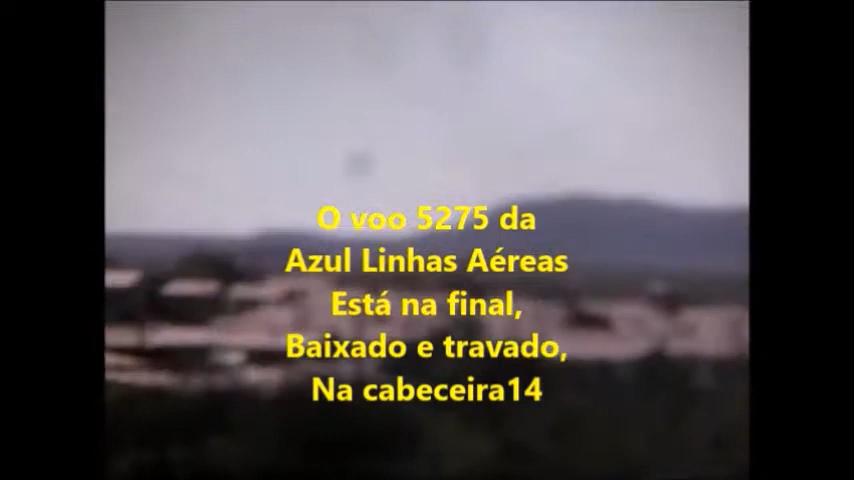 O voo 5275 da
Azul Linhas Aéreas
Está na final,
Baixado e travado,
Na cabeceira14